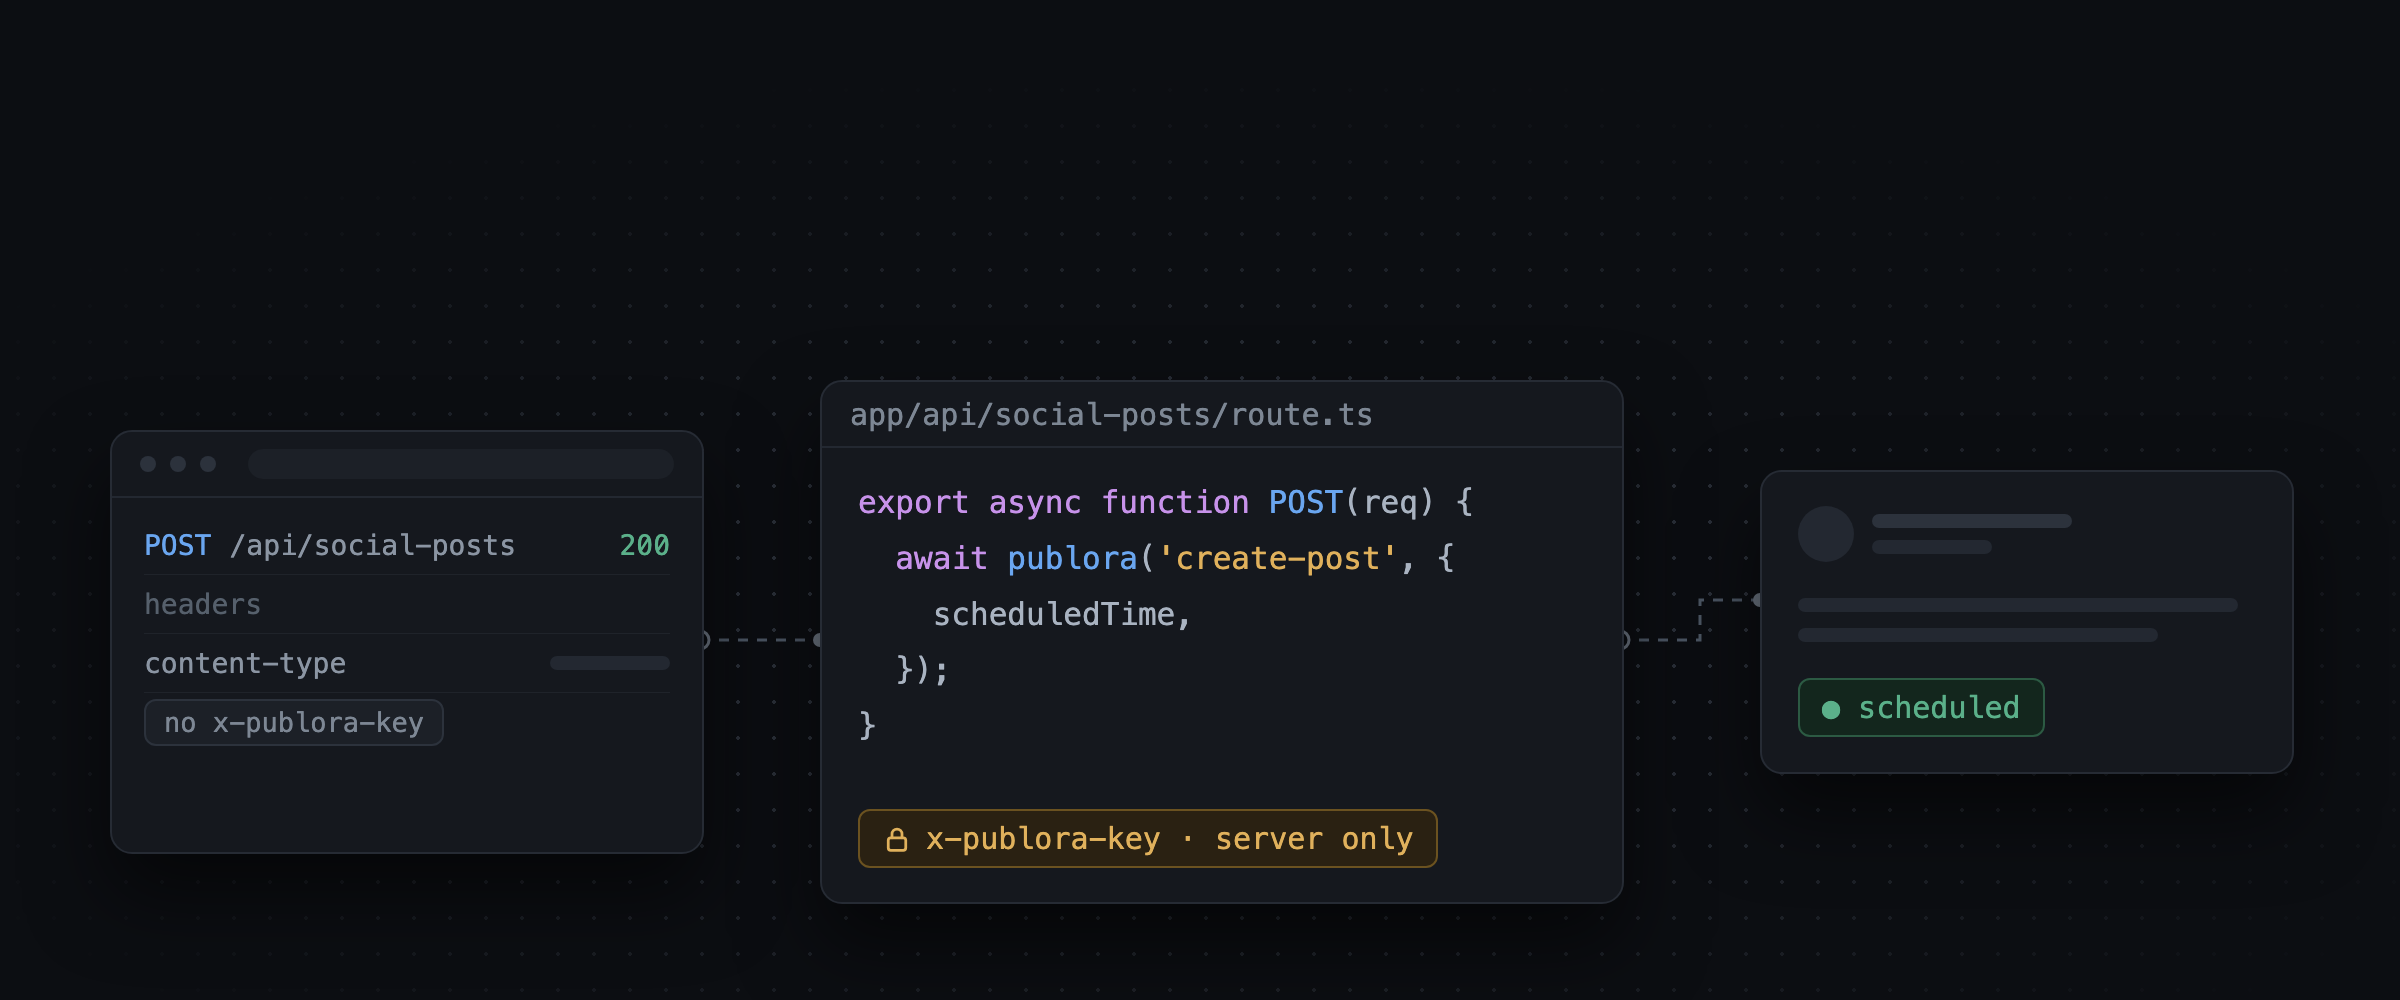 POST /api/social-posts 200
headers
content-type
no x-publora-key
app/api/social-posts/route.ts
export async function POST(req) {
await publora('create-post', {
scheduledTime,
});
}
x-publora-key · server only
scheduled